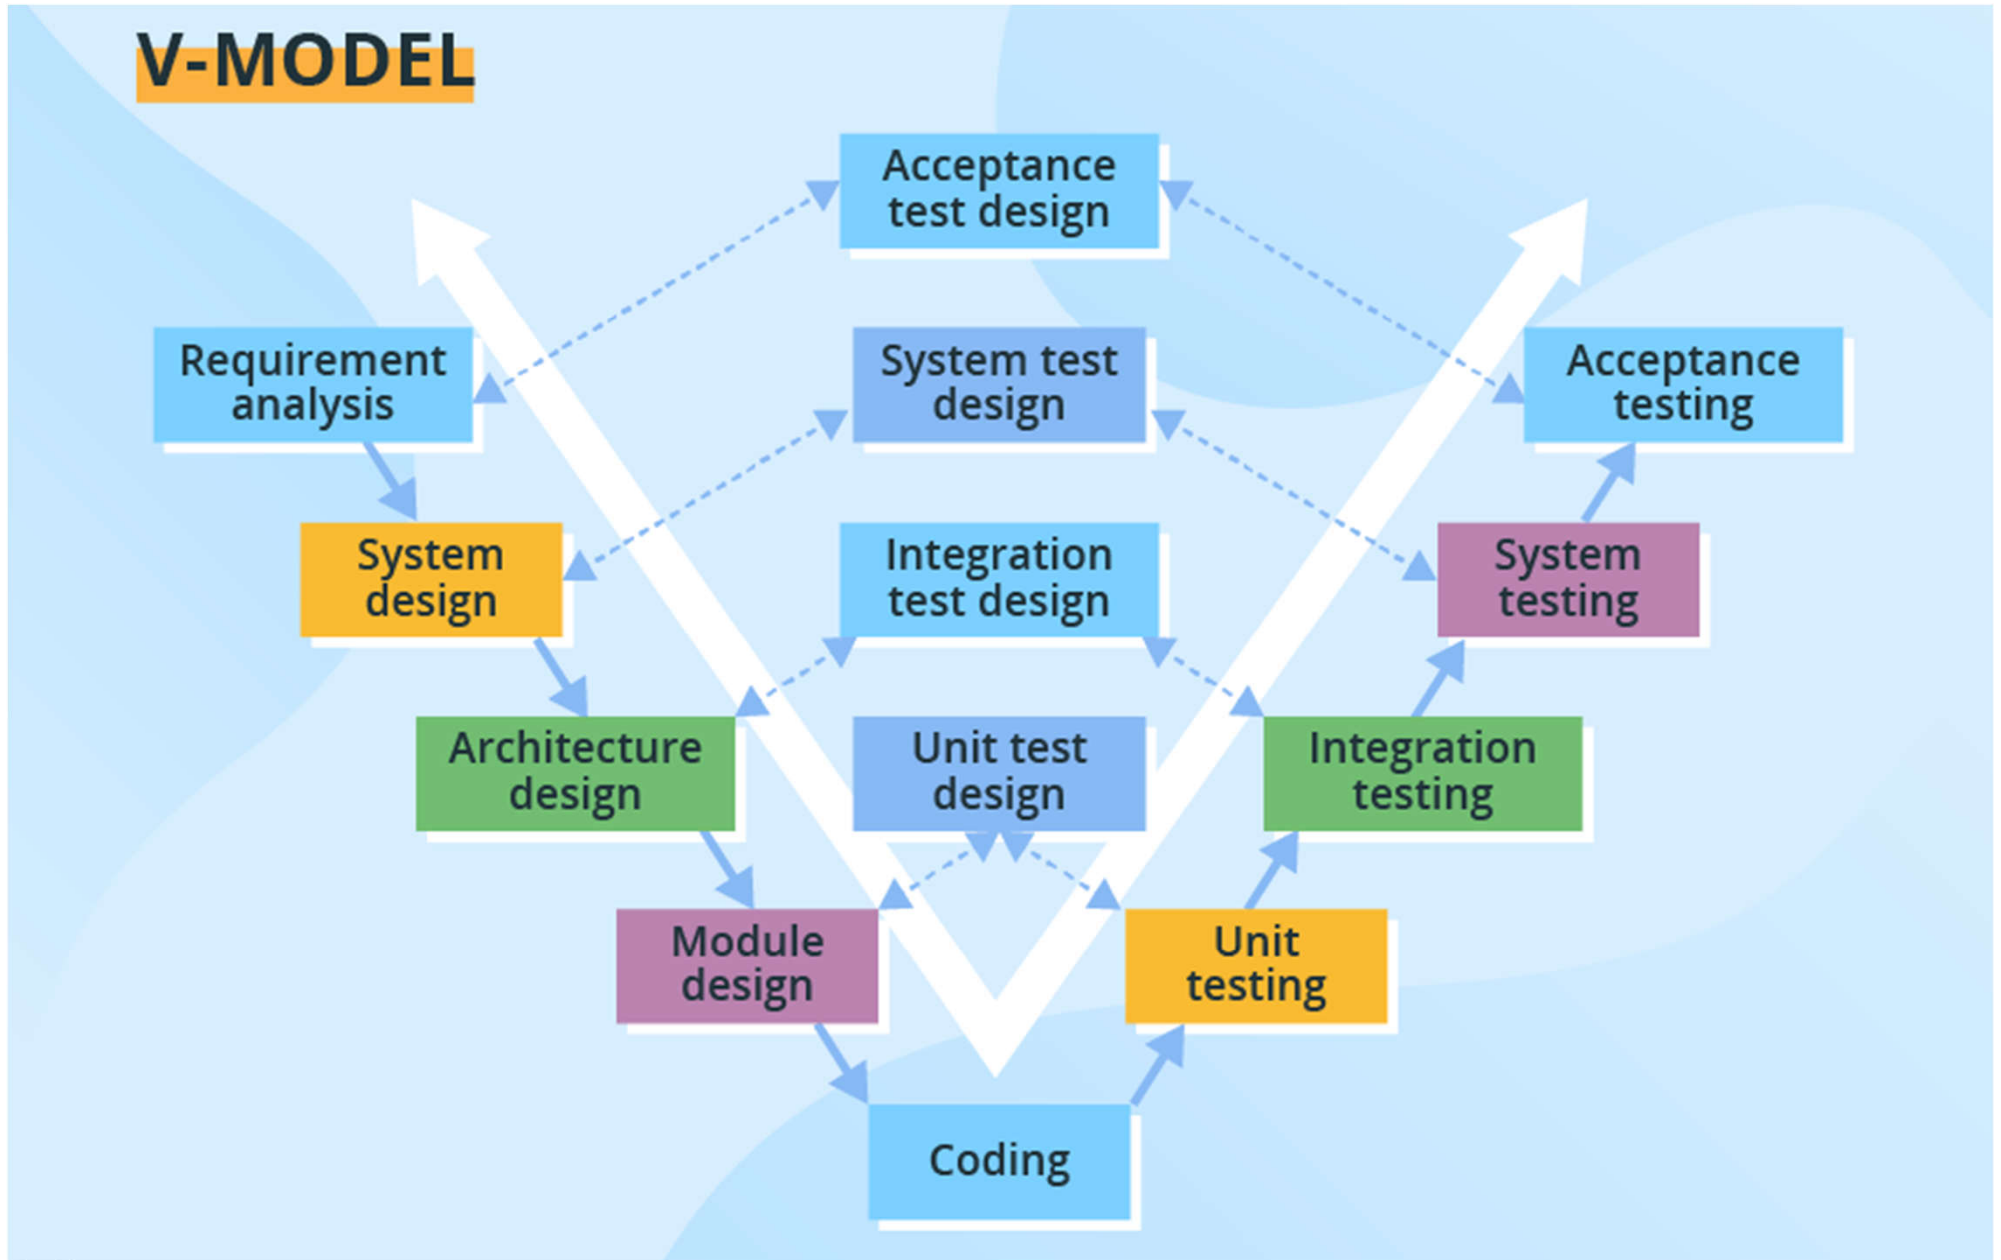 V-MODEL
Acceptance
test design
Requirement
analysis
System test
design
Acceptance
testing
System
design
Integration
test design
System
testing
Architecture
design
Unit test
design
Integration
testing
Module
design
Unit
testing
Coding